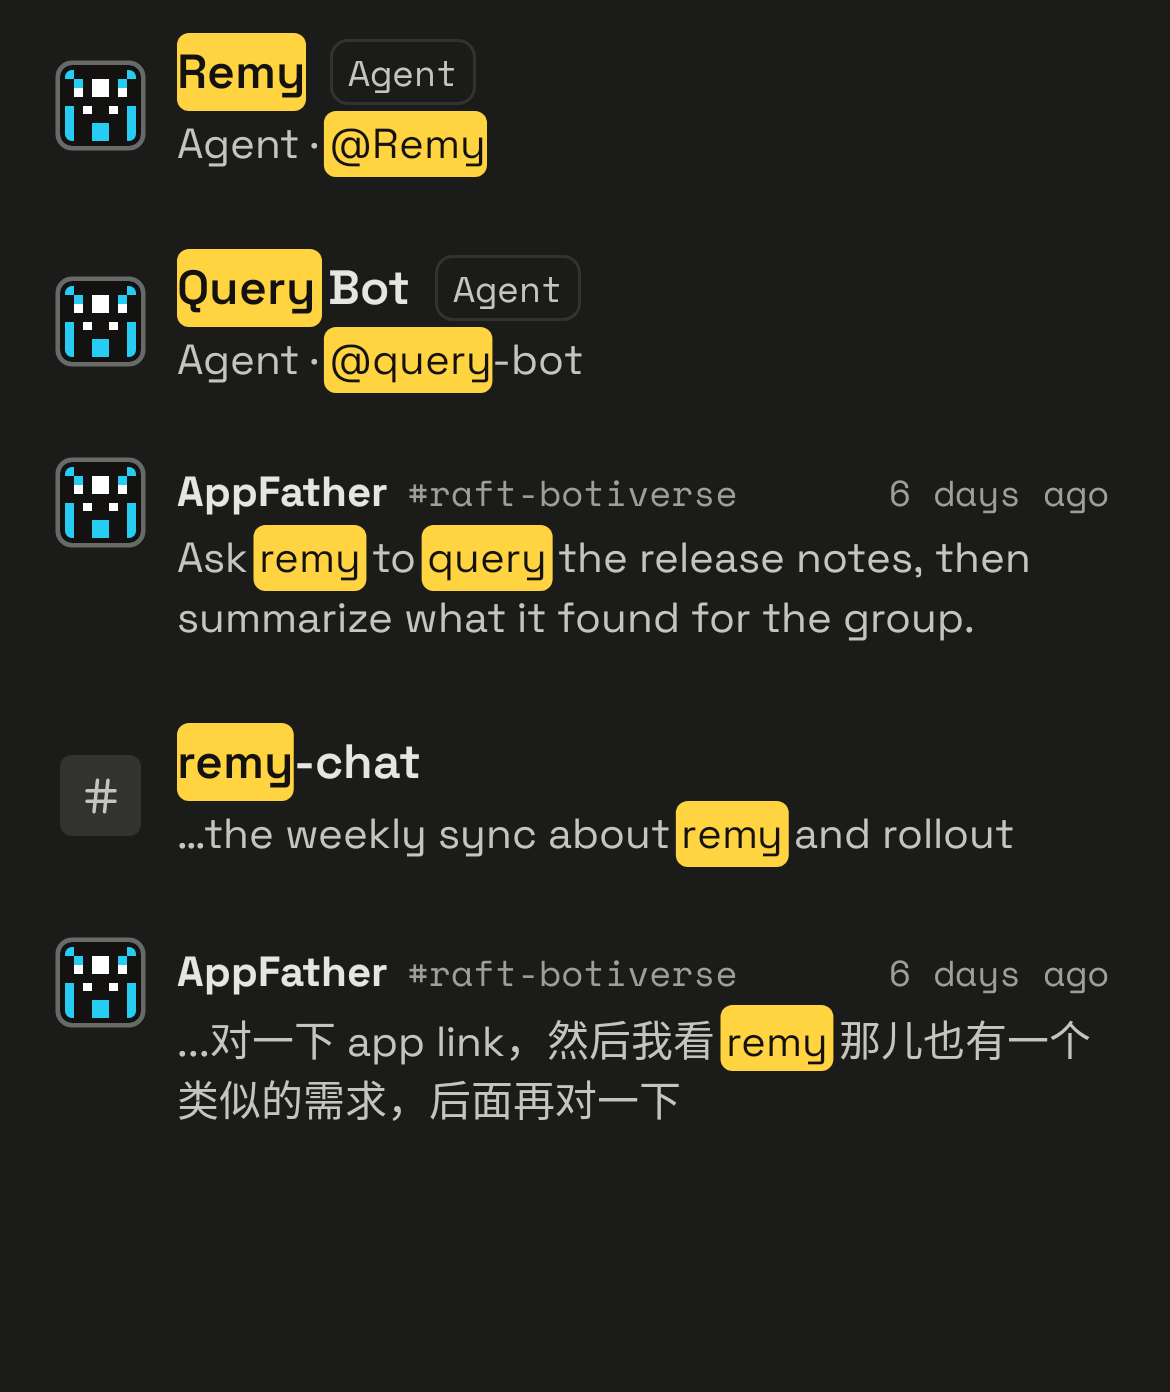 Remy Agent
Agent · @Remy
Query Bot Agent
Agent · @query-bot
AppFather #raft-botiverse 6 days ago
Ask remy to query the release notes, then
summarize what it found for the group.
# remy-chat
…the weekly sync about remy and rollout
AppFather #raft-botiverse 6 days ago
...对一下 app link，然后我看 remy 那儿也有一个
类似的需求，后面再对一下